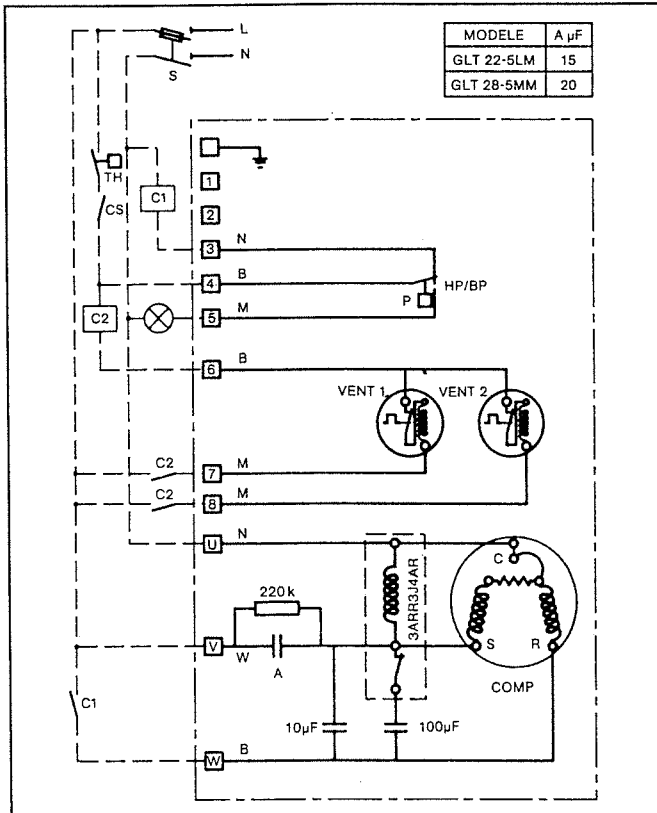 L
N
S
MODELE A µF
GLT 22-5LM 15
GLT 28-5MM 20
TH
CS
C1
1
2
3 N
4 B
HP/BP
P
C2
5 M
6 B
VENT 1
VENT 2
C2
7 M
C2
8 M
U N
C
3ARR3J4AR
220k
V
W
A
S
R
COMP
C1
10µF
100µF
W B